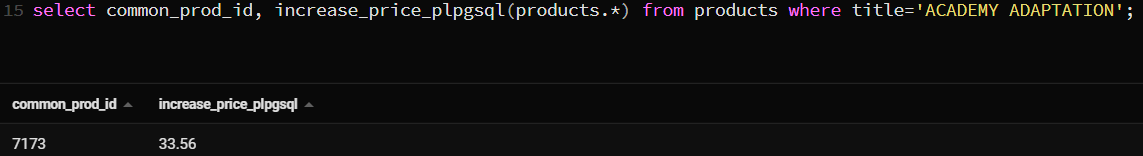 15 select common_prod_id, increase_price_plpgsql(products.*) from products where title='ACADEMY ADAPTATION';
common_prod_id increase_price_plpgsql
7173 33.56